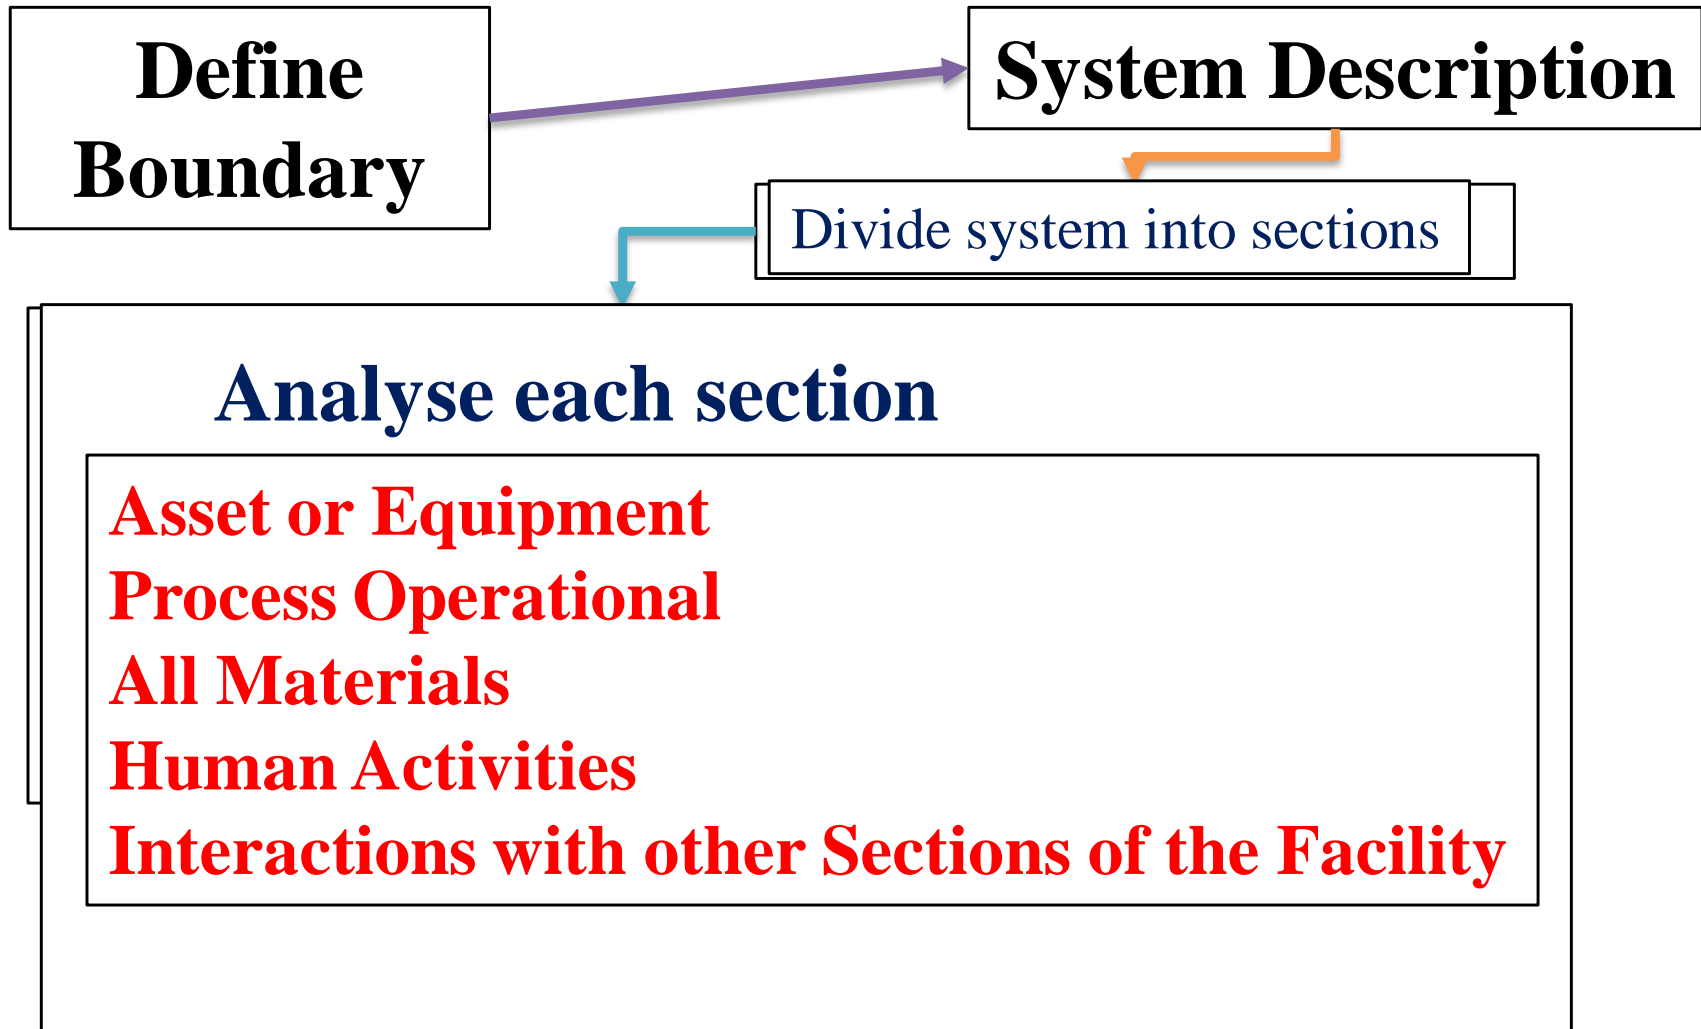 Define
Boundary
System Description
Divide system into sections
Analyse each section
Asset or Equipment
Process Operational
All Materials
Human Activities
Interactions with other Sections of the Facility